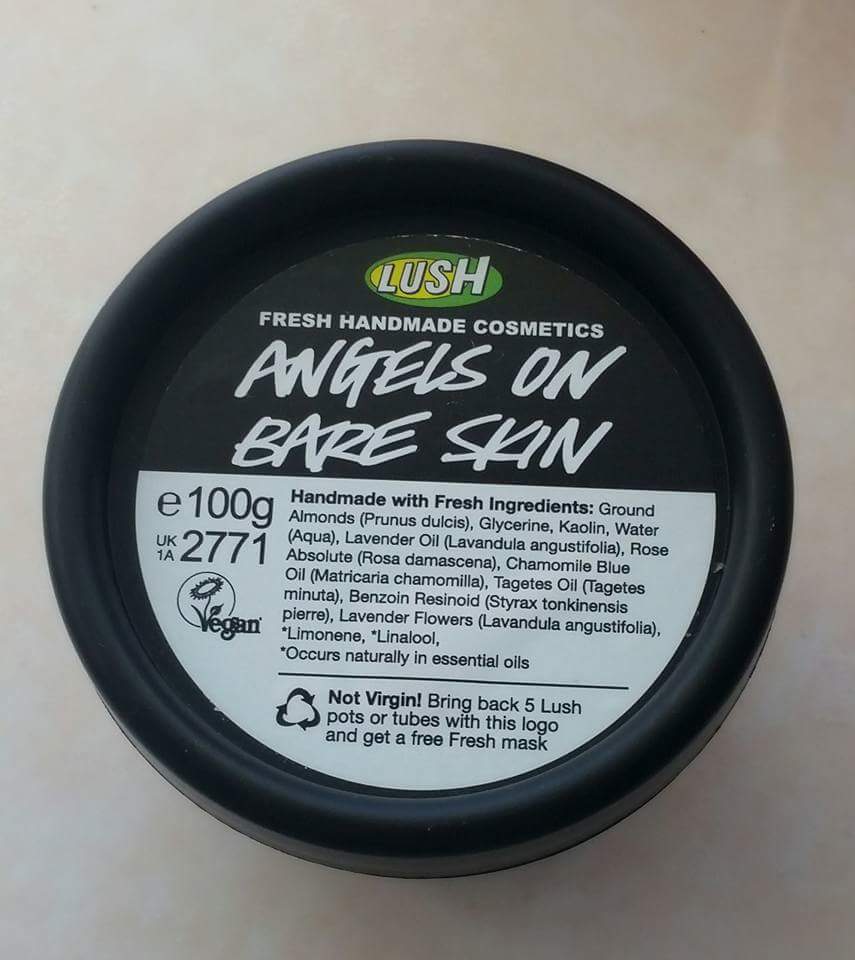 LUSH
FRESH HANDMADE COSMETICS
ANGELS ON
BARE SKIN
e100g
UK
1A 2771
Vegan
Handmade with Fresh Ingredients: Ground
Almonds (Prunus dulcis), Glycerine, Kaolin, Water
(Aqua), Lavender Oil (Lavandula angustifolia), Rose
Absolute (Rosa damascena), Chamomile Blue
Oil (Matricaria chamomilla), Tagetes Oil (Tagetes
minuta), Benzoin Resinoid (Styrax tonkinensis
pierre), Lavender Flowers (Lavandula angustifolia),
*Limonene, *Linalool,
*Occurs naturally in essential oils
Not Virgin! Bring back 5 Lush
pots or tubes with this logo
and get a free Fresh mask